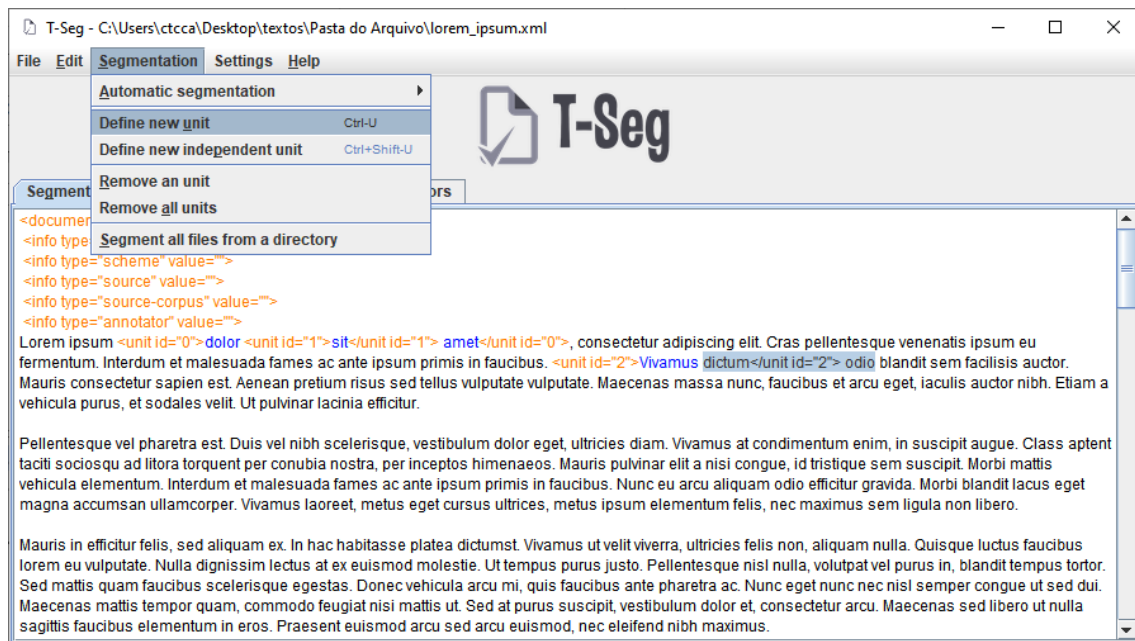 T-Seg - C:\Users\ctcca\Desktop\textos\Pasta do Arquivo\lorem_ipsum.xml
File Edit Segmentation Settings Help
Automatic segmentation
Define new unit Ctrl-U
Define new independent unit Ctrl+Shift-U
Remove an unit
Remove all units
Segment all files from a directory
T-Seg
Segment
ors
<documen
<info type
<info type="scheme" value="">
<info type="source" value="">
<info type="source-corpus" value="">
<info type="annotator" value="">
Lorem ipsum <unit id="0">dolor <unit id="1">sit</unit id="1"> amet</unit id="0">, consectetur adipiscing elit. Cras pellentesque venenatis ipsum eu
fermentum. Interdum et malesuada fames ac ante ipsum primis in faucibus. <unit id="2">Vivamus dictum</unit id="2"> odio blandit sem facilisis auctor.
Mauris consectetur sapien est. Aenean pretium risus sed tellus vulputate vulputate. Maecenas massa nunc, faucibus et arcu eget, iaculis auctor nibh. Etiam a
vehicula purus, et sodales velit. Ut pulvinar lacinia efficitur.
Pellentesque vel pharetra est. Duis vel nibh scelerisque, vestibulum dolor eget, ultricies diam. Vivamus at condimentum enim, in suscipit augue. Class aptent
taciti sociosqu ad litora torquent per conubia nostra, per inceptos himenaeos. Mauris pulvinar elit a nisi congue, id tristique sem suscipit. Morbi mattis
vehicula elementum. Interdum et malesuada fames ac ante ipsum primis in faucibus. Nunc eu arcu aliquam odio efficitur gravida. Morbi blandit lacus eget
magna accumsan ullamcorper. Vivamus laoreet, metus eget cursus ultrices, metus ipsum elementum felis, nec maximus sem ligula non libero.
Mauris in efficitur felis, sed aliquam ex. In hac habitasse platea dictumst. Vivamus ut velit viverra, ultricies felis non, aliquam nulla. Quisque luctus faucibus
lorem eu vulputate. Nulla dignissim lectus at ex euismod molestie. Ut tempus purus justo. Pellentesque nisl nulla, volutpat vel purus in, blandit tempus tortor.
Sed mattis quam faucibus scelerisque egestas. Donec vehicula arcu mi, quis faucibus ante pharetra ac. Nunc eget nunc nec nisl semper congue ut sed dui.
Maecenas mattis tempor quam, commodo feugiat nisi mattis ut. Sed at purus suscipit, vestibulum dolor et, consectetur arcu. Maecenas sed libero ut nulla
sagittis faucibus elementum in eros. Praesent euismod arcu sed arcu euismod, nec eleifend nibh maximus.